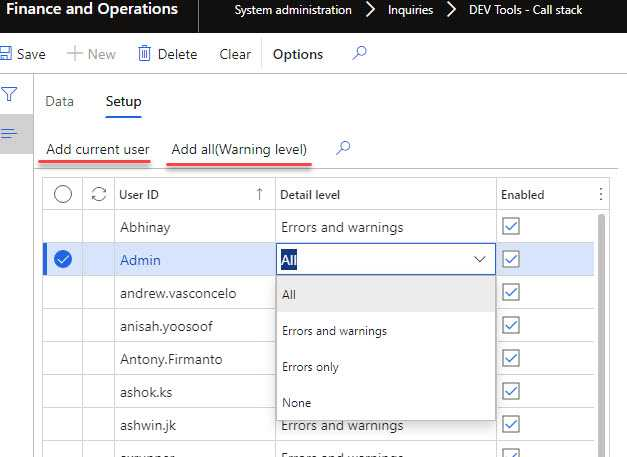 Finance and Operations System administration Inquiries DEV Tools - Call stack
Save New Delete Clear Options
Data Setup
Add current user Add all(Warning level)
User ID Detail level Enabled
Abhinay Errors and warnings
Admin All
andrew.vasconcelo All
anisah.yoosoof Errors and warnings
Antony.Firmanto Errors only
ashok.ks None
ashwin.jk Errors and warnings